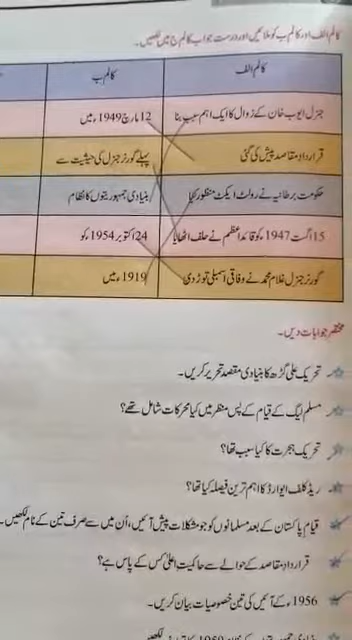 کالم الف اور کالم ب کو ملائیں اور درست جواب کالم ج میں لکھیں۔
کالم الف کالم ب
جنرل ایوب خان کے زوال کا ایک اہم سبب بنا 12 مارچ 1949ء میں
قرارداد مقاصد پیش کی گئی پہلے گورنر جنرل کی حیثیت سے
حکومت برطانیہ نے رولٹ ایکٹ منظور کیا بنیادی جمہوریتوں کا نظام
15 اگست 1947ء کو قائد اعظم نے حلف اٹھایا 24 اکتوبر 1954ء کو
گورنر جنرل غلام محمد نے وفاقی اسمبلی توڑ دی 1919ء میں
مختصر جوابات دیں۔
تحریک علی گڑھ کا بنیادی مقصد تحریر کریں۔
مسلم لیگ کے قیام کے پس منظر میں کیا محرکات شامل تھے؟
تحریک ہجرت کا کیا سبب تھا؟
ریڈ کلف ایوارڈ کا اہم ترین فیصلہ کیا تھا؟
قیام پاکستان کے بعد مسلمانوں کو جو مشکلات پیش آئیں، اُن میں سے صرف تین کے نام لکھیں۔
قرارداد مقاصد کے حوالے سے حاکمیت اعلیٰ کس کے پاس ہے؟
1956ء کے آئین کی تین خصوصیات بیان کریں۔